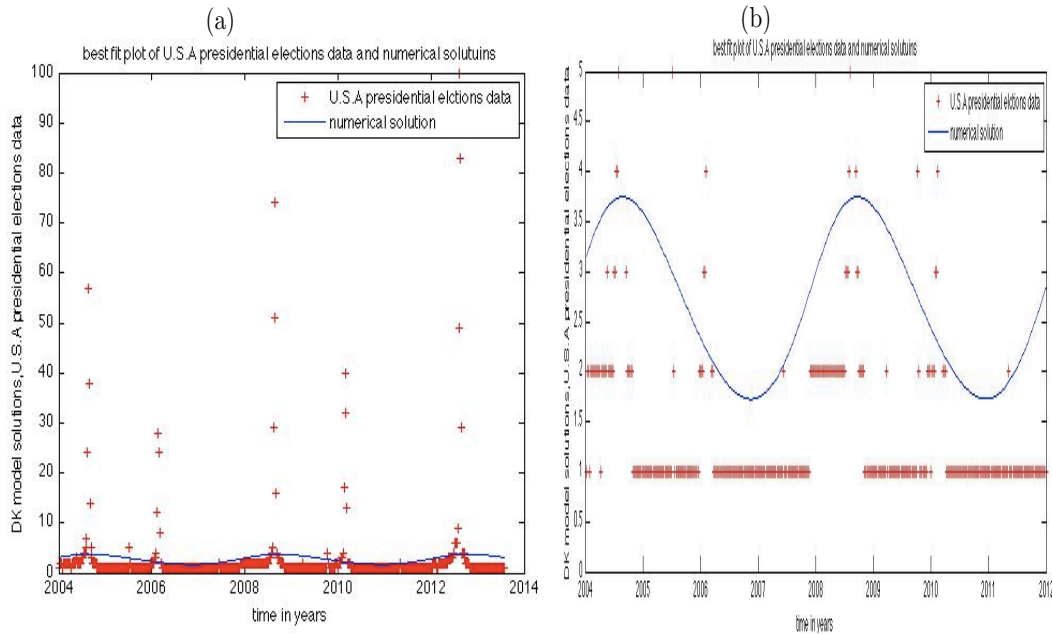 (a)
best fit plot of U.S.A presidential elections data and numerical solutuins
DK model solutions,U.S.A presidential elections data
100
90
80
70
60
50
40
30
20
10
0
U.S.A presidential elctions data
numerical solution
2004 2006 2008 2010 2012 2014
time in years
(b)
best fit plot of U.S.A presidential elections data and numerical solutuins
DK model solutions,U.S.A presidential elections data
5
4.5
4
3.5
3
2.5
2
1.5
1
0.5
0
U.S.A presidential elctions data
numerical solution
2004 2005 2006 2007 2008 2009 2010 2011 2012
time in years